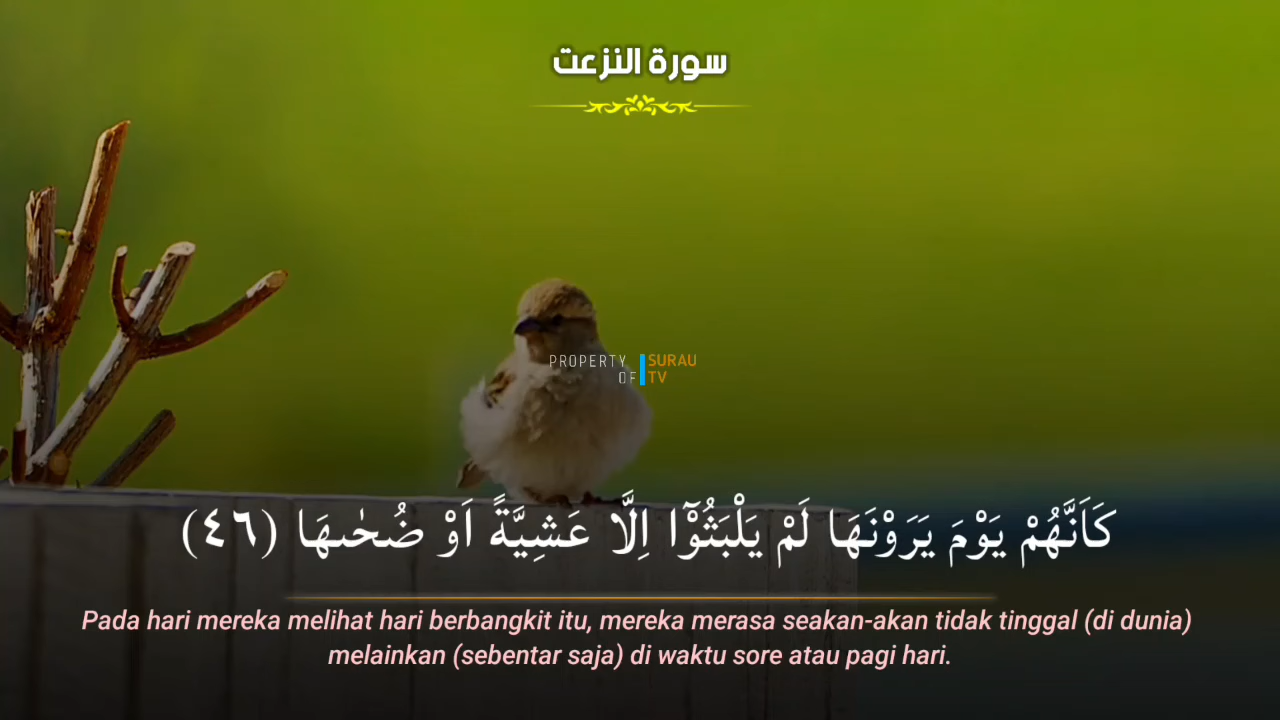 سورة النزعت
PROPERTY OF
SURAU TV
كَاَنَّهُمْ يَوْمَ يَرَوْنَهَا لَمْ يَلْبَثُوْٓا اِلَّا عَشِيَّةً اَوْ ضُحٰىهَا (٤٦)
Pada hari mereka melihat hari berbangkit itu, mereka merasa seakan-akan tidak tinggal (di dunia)
melainkan (sebentar saja) di waktu sore atau pagi hari.